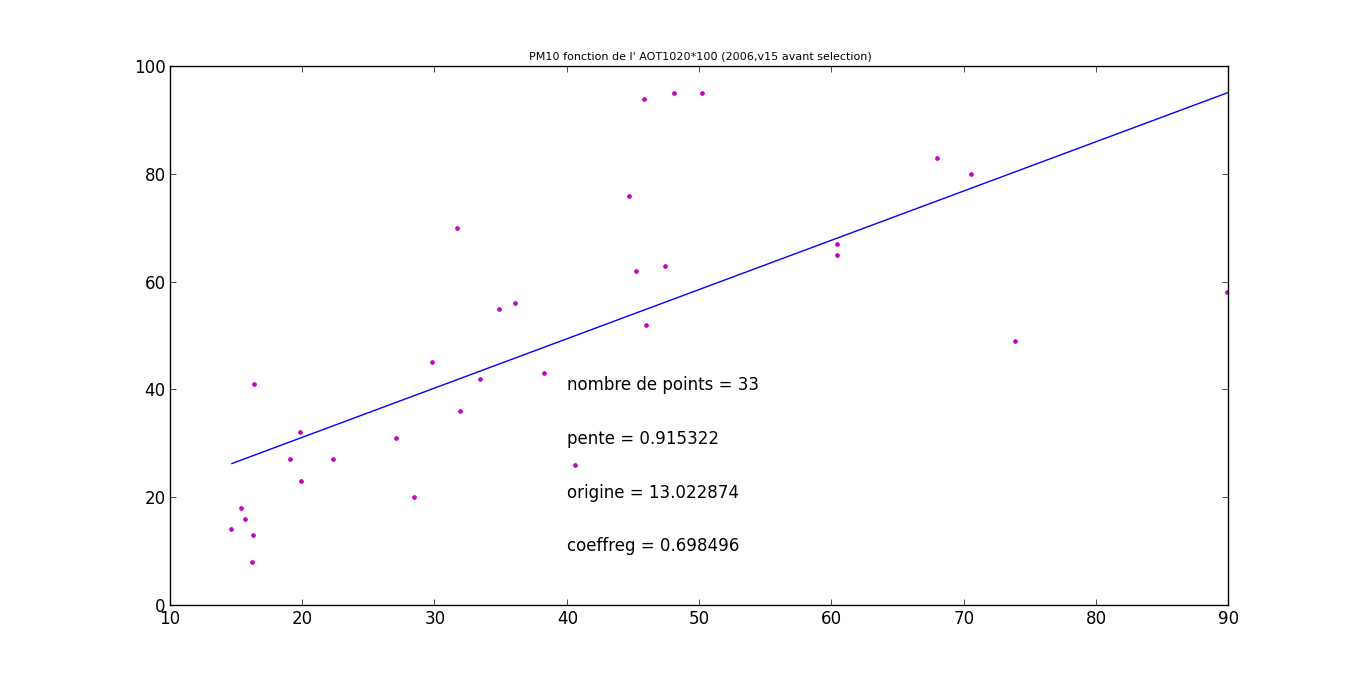 PM10 fonction de l' AOT1020*100 (2006,v15 avant selection)
100
80
60
40
20
0
nombre de points = 33
pente = 0.915322
origine = 13.022874
coeffreg = 0.698496
10 20 30 40 50 60 70 80 90